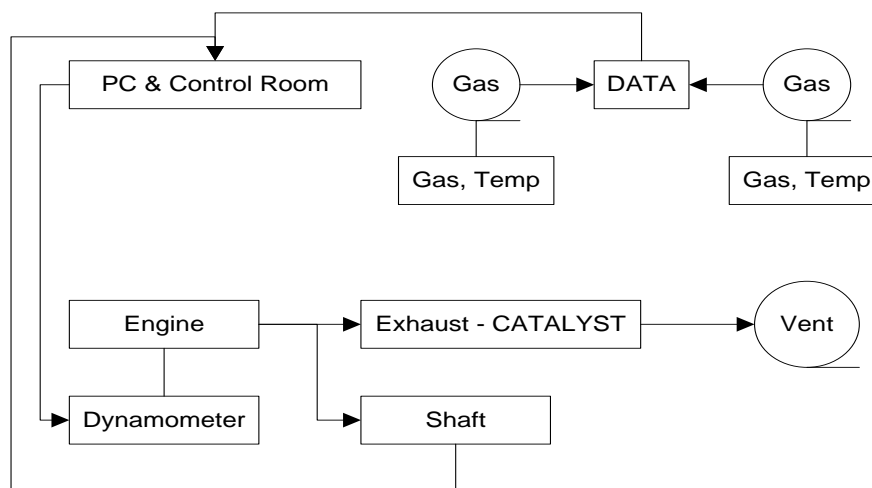 PC & Control Room
Gas
DATA
Gas
Gas, Temp
Gas, Temp
Engine
Exhaust - CATALYST
Vent
Dynamometer
Shaft